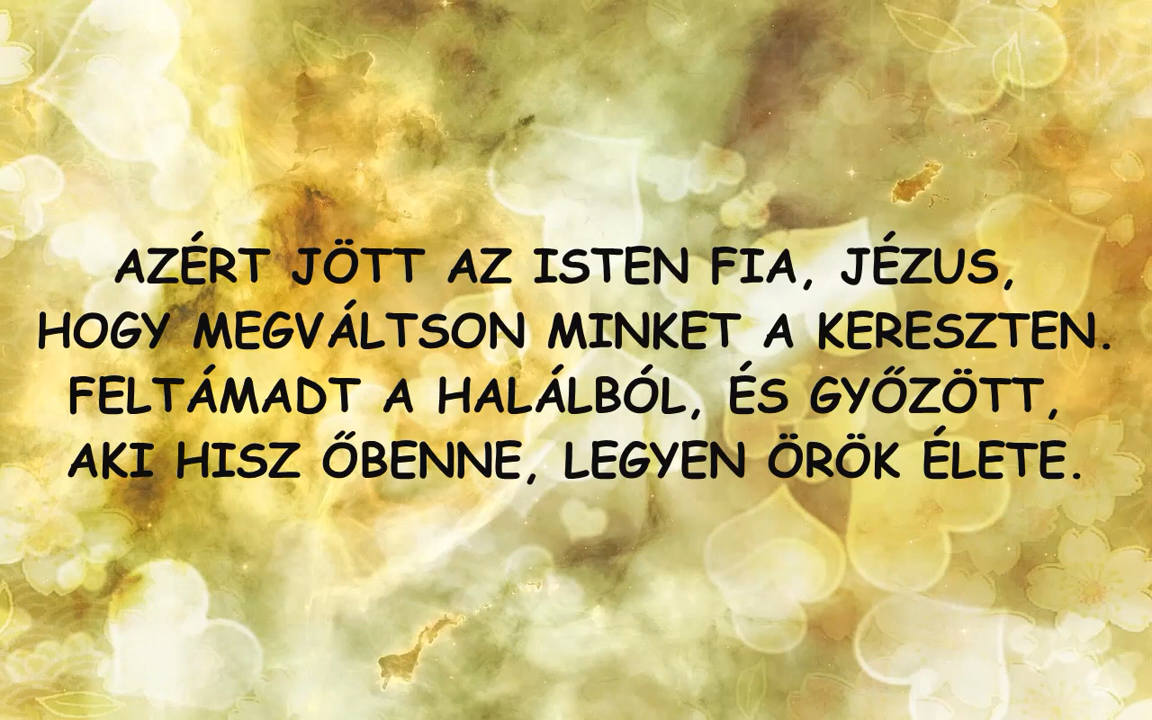 AZÉRT JÖTT AZ ISTEN FIA, JÉZUS,
HOGY MEGVÁLTSON MINKET A KERESZTEN.
FELTÁMADT A HALÁLBÓL, ÉS GYŐZÖTT,
AKI HISZ ŐBENNE, LEGYEN ÖRÖK ÉLETE.